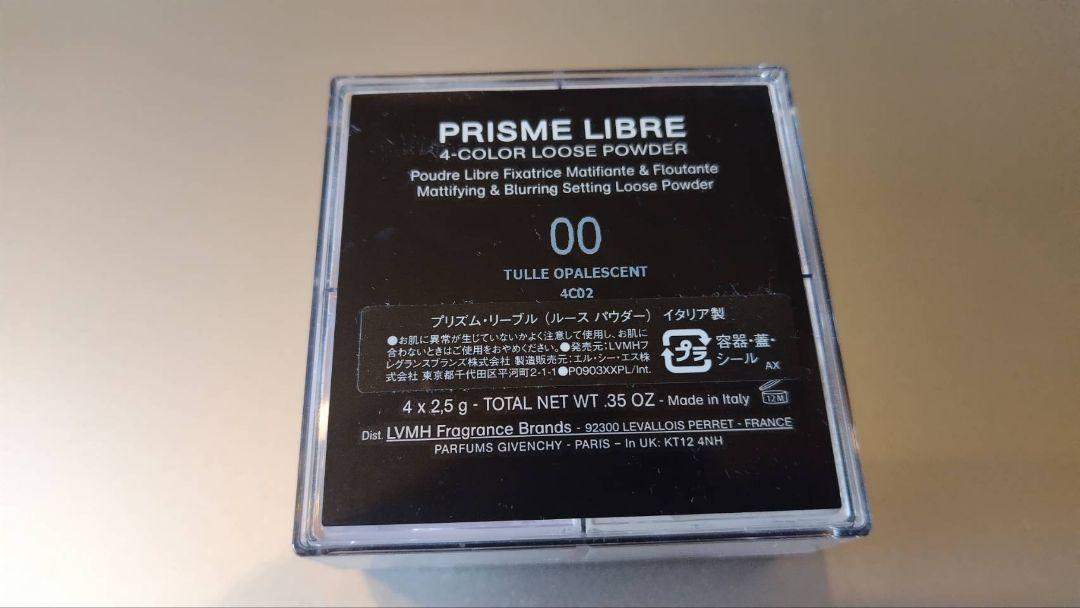 PRISME LIBRE
4-COLOR LOOSE POWDER
Poudre Libre Fixatrice Matifiante & Floutante
Mattifying & Blurring Setting Loose Powder
00
TULLE OPALESCENT
4C02
プリズム・リーブル（ルース パウダー） イタリア製
●お肌に異常が生じていないかよく注意して使用し、お肌に
合わないときはご使用をおやめください。●発売元:LVMHフ
レグランスブランズ株式会社 製造販売元:エル・シー・エス株
式会社 東京都千代田区平河町2-1-1●P0903XXPL/Int.
プラ
容器・蓋・
シール
AX
4 x 2,5 g - TOTAL NET WT .35 OZ - Made in Italy
12M
Dist. LVMH Fragrance Brands - 92300 LEVALLOIS PERRET - FRANCE
PARFUMS GIVENCHY - PARIS – In UK: KT12 4NH